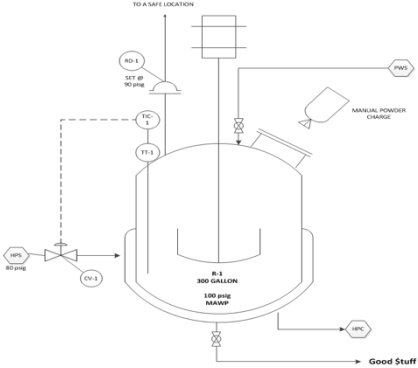 TO A SAFE LOCATION
RD-1
SET @
90 psig
PWS
MANUAL POWDER
CHARGE
TIC-
1
TT-1
HPS
80 psig
CV-1
R-1
300 GALLON
100 psig
MAWP
HPC
Good $tuff